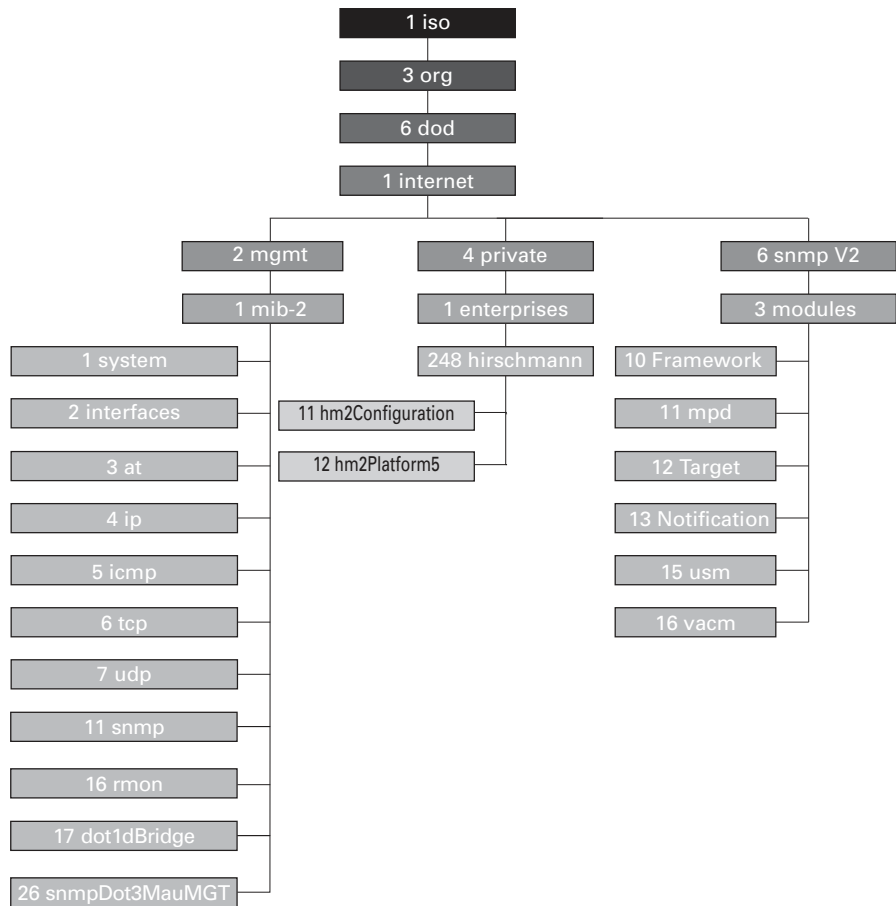 1 iso
3 org
6 dod
1 internet
2 mgmt
4 private
6 snmp V2
1 mib-2
1 enterprises
3 modules
1 system
248 hirschmann
10 Framework
2 interfaces
11 hm2Configuration
11 mpd
3 at
12 hm2Platform5
12 Target
4 ip
13 Notification
5 icmp
15 usm
6 tcp
16 vacm
7 udp
11 snmp
16 rmon
17 dot1dBridge
26 snmpDot3MauMGT